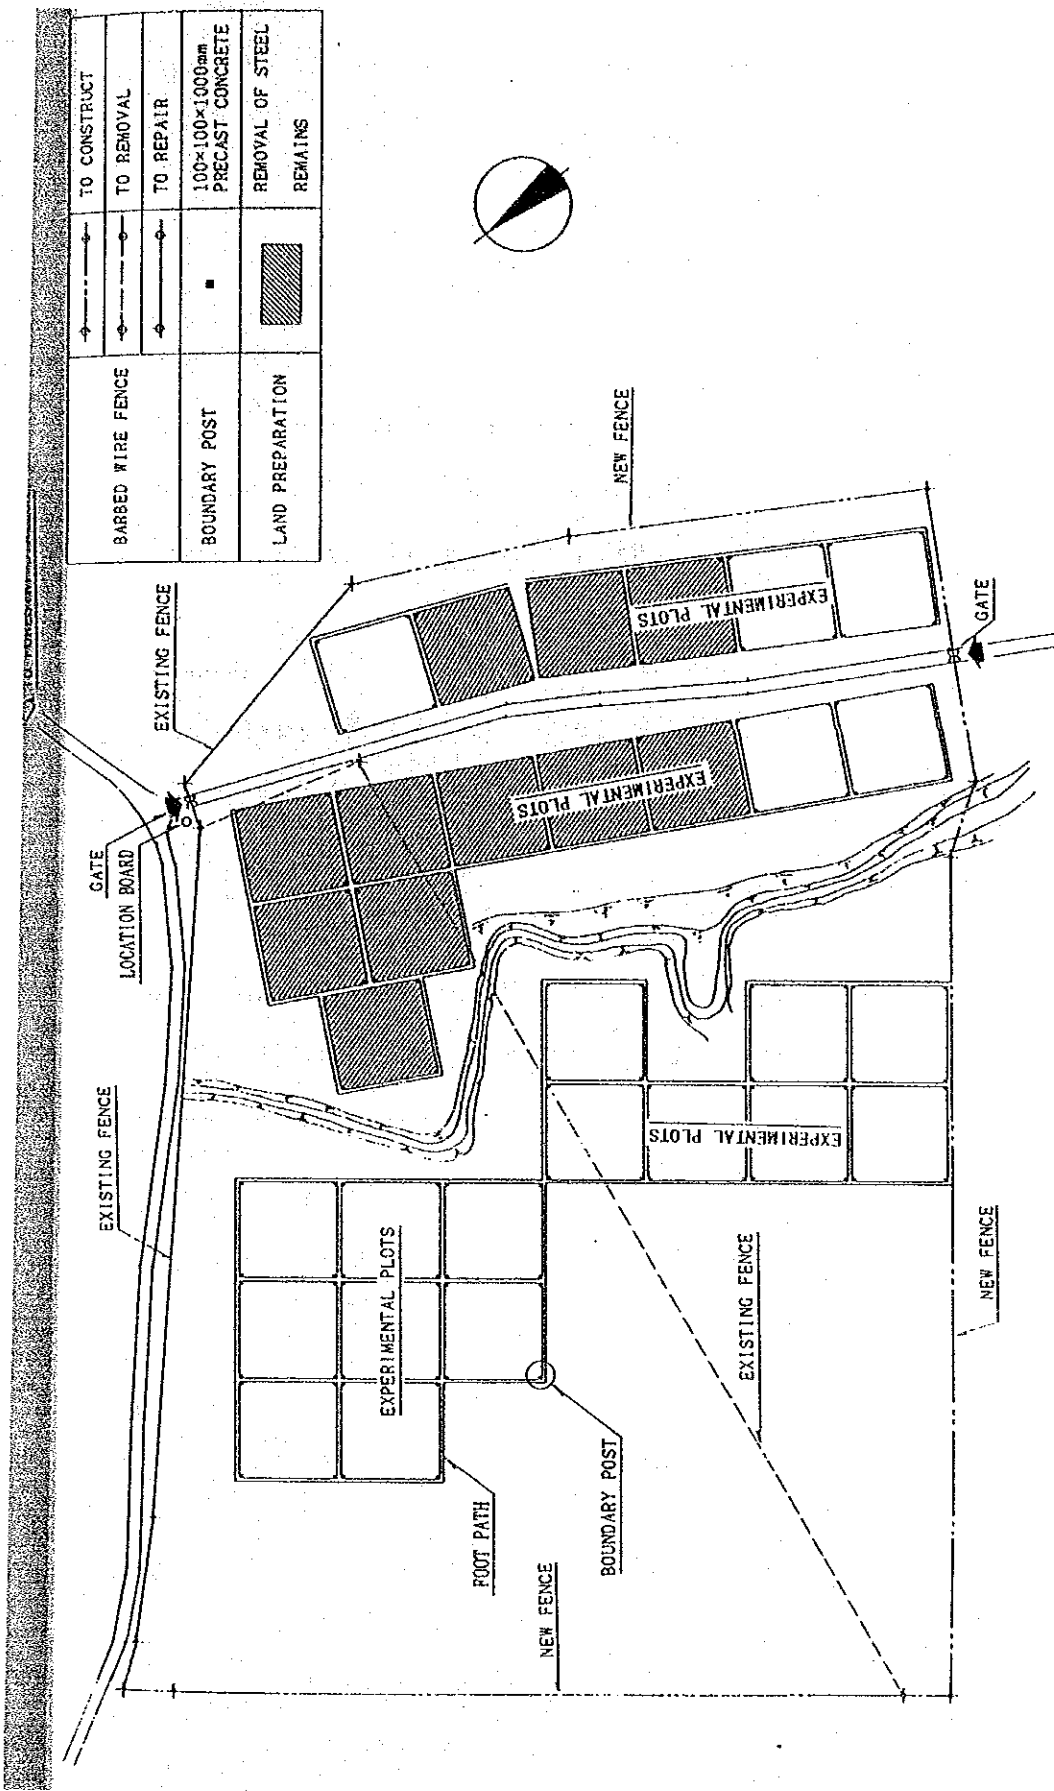 BARBED WIRE FENCE
TO CONSTRUCT
TO REMOVAL
TO REPAIR
BOUNDARY POST
100×100×1000mm
PRECAST CONCRETE
LAND PREPARATION
REMOVAL OF STEEL
REMAINS
EXISTING FENCE
GATE
LOCATION BOARD
EXISTING FENCE
NEW FENCE
EXPERIMENTAL PLOTS
EXPERIMENTAL PLOTS
GATE
EXPERIMENTAL PLOTS
EXPERIMENTAL PLOTS
FOOT PATH
BOUNDARY POST
NEW FENCE
EXISTING FENCE
NEW FENCE